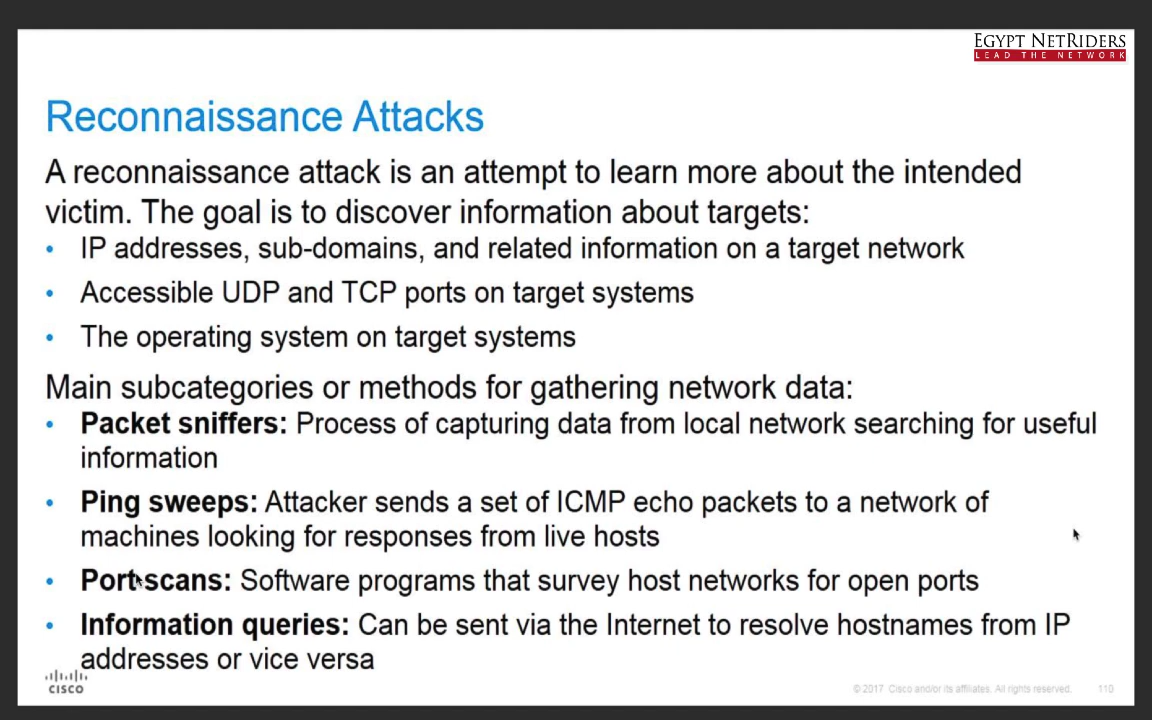 EGYPT NETRIDERS
LEAD THE NETWORK
Reconnaissance Attacks
A reconnaissance attack is an attempt to learn more about the intended
victim. The goal is to discover information about targets:
• IP addresses, sub-domains, and related information on a target network
• Accessible UDP and TCP ports on target systems
• The operating system on target systems
Main subcategories or methods for gathering network data:
• Packet sniffers: Process of capturing data from local network searching for useful
information
• Ping sweeps: Attacker sends a set of ICMP echo packets to a network of
machines looking for responses from live hosts
• Port scans: Software programs that survey host networks for open ports
• Information queries: Can be sent via the Internet to resolve hostnames from IP
addresses or vice versa
CISCO
© 2017 Cisco and/or its affiliates. All rights reserved. 110